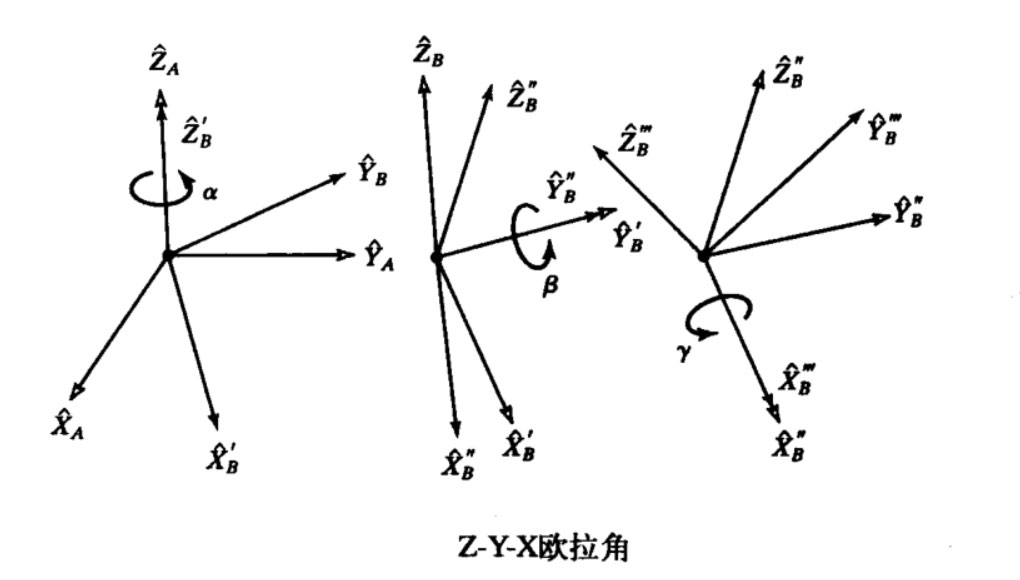 Ẑ_A
Ẑ'_B
α
Ŷ_B
Ŷ_A
X̂_A
X̂'_B
Ẑ_B
Ẑ''_B
Ŷ''_B
Ŷ'_B
β
X̂''_B
X̂'_B
Ẑ'''_B
Ẑ''_B
Ŷ'''_B
Ŷ''_B
γ
X̂'''_B
X̂''_B
Z-Y-X欧拉角